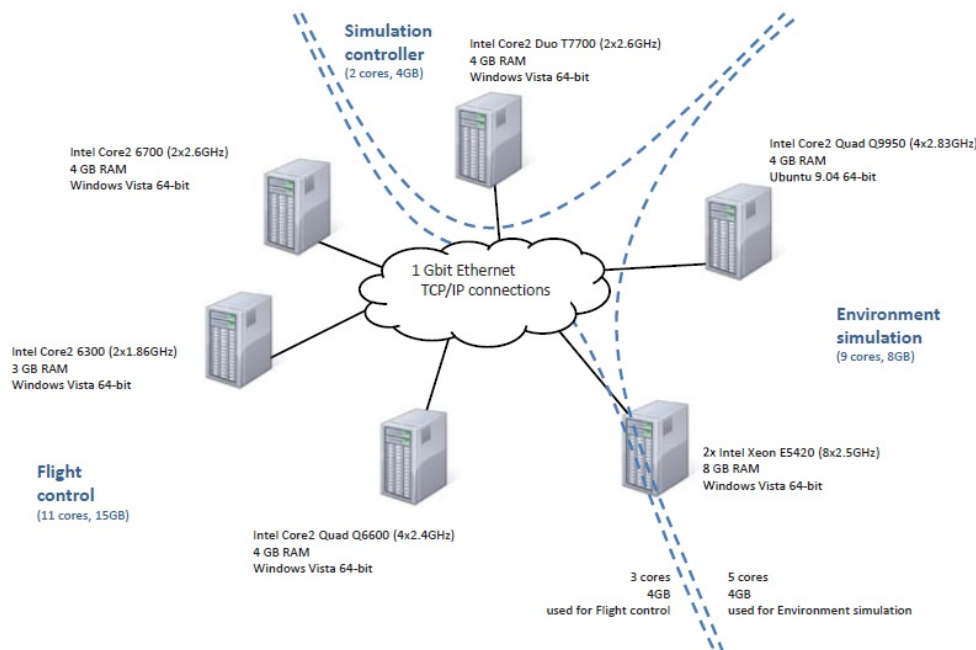 Simulation
controller
(2 cores, 4GB)
Intel Core2 Duo T7700 (2x2.6GHz)
4 GB RAM
Windows Vista 64-bit
Intel Core2 6700 (2x2.6GHz)
4 GB RAM
Windows Vista 64-bit
Intel Core2 Quad Q9950 (4x2.83GHz)
4 GB RAM
Ubuntu 9.04 64-bit
1 Gbit Ethernet
TCP/IP connections
Intel Core2 6300 (2x1.86GHz)
3 GB RAM
Windows Vista 64-bit
Environment
simulation
(9 cores, 8GB)
Flight
control
(11 cores, 15GB)
2x Intel Xeon E5420 (8x2.5GHz)
8 GB RAM
Windows Vista 64-bit
Intel Core2 Quad Q6600 (4x2.4GHz)
4 GB RAM
Windows Vista 64-bit
3 cores
4GB
used for Flight control
5 cores
4GB
used for Environment simulation